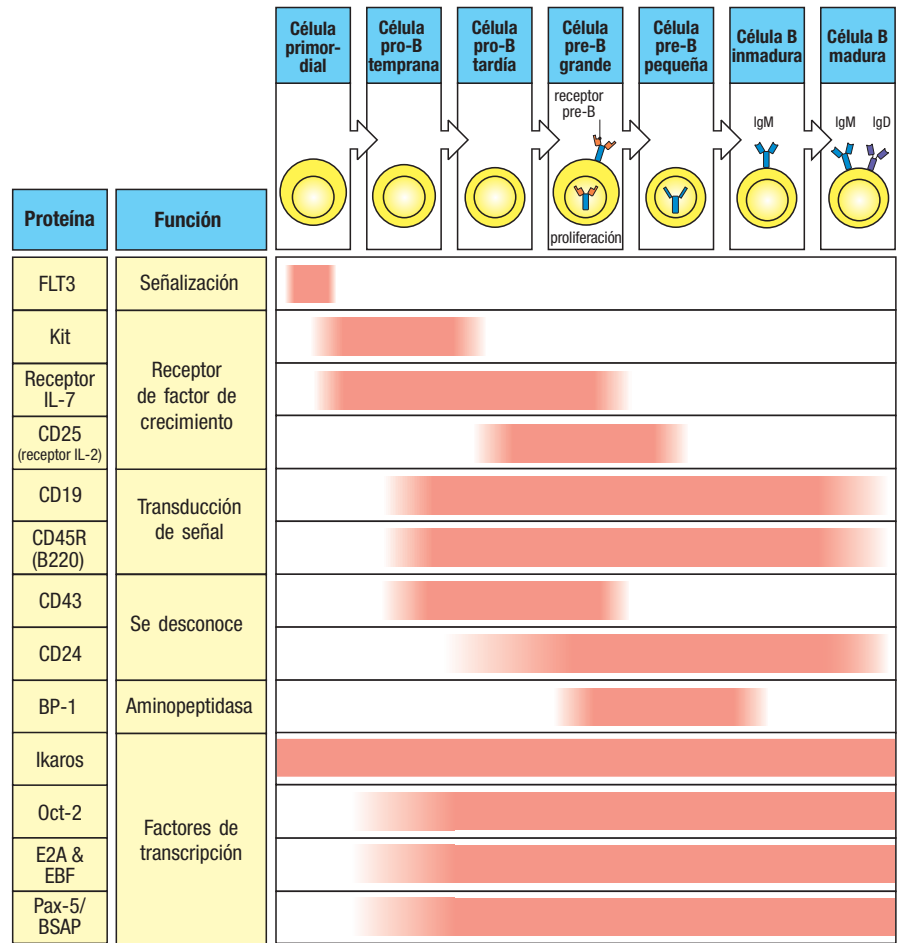 Célula
primor-
dial
Célula
pro-B
temprana
Célula
pro-B
tardía
Célula
pre-B
grande
Célula
pre-B
pequeña
Célula B
inmadura
Célula B
madura
receptor
pre-B
IgM
IgM
IgD
proliferación
Proteína
Función
FLT3
Señalización
Kit
Receptor
IL-7
CD25
(receptor IL-2)
Receptor
de factor de
crecimiento
CD19
CD45R
(B220)
Transducción
de señal
CD43
CD24
Se desconoce
BP-1
Aminopeptidasa
Ikaros
Oct-2
E2A &
EBF
Pax-5/
BSAP
Factores de
transcripción